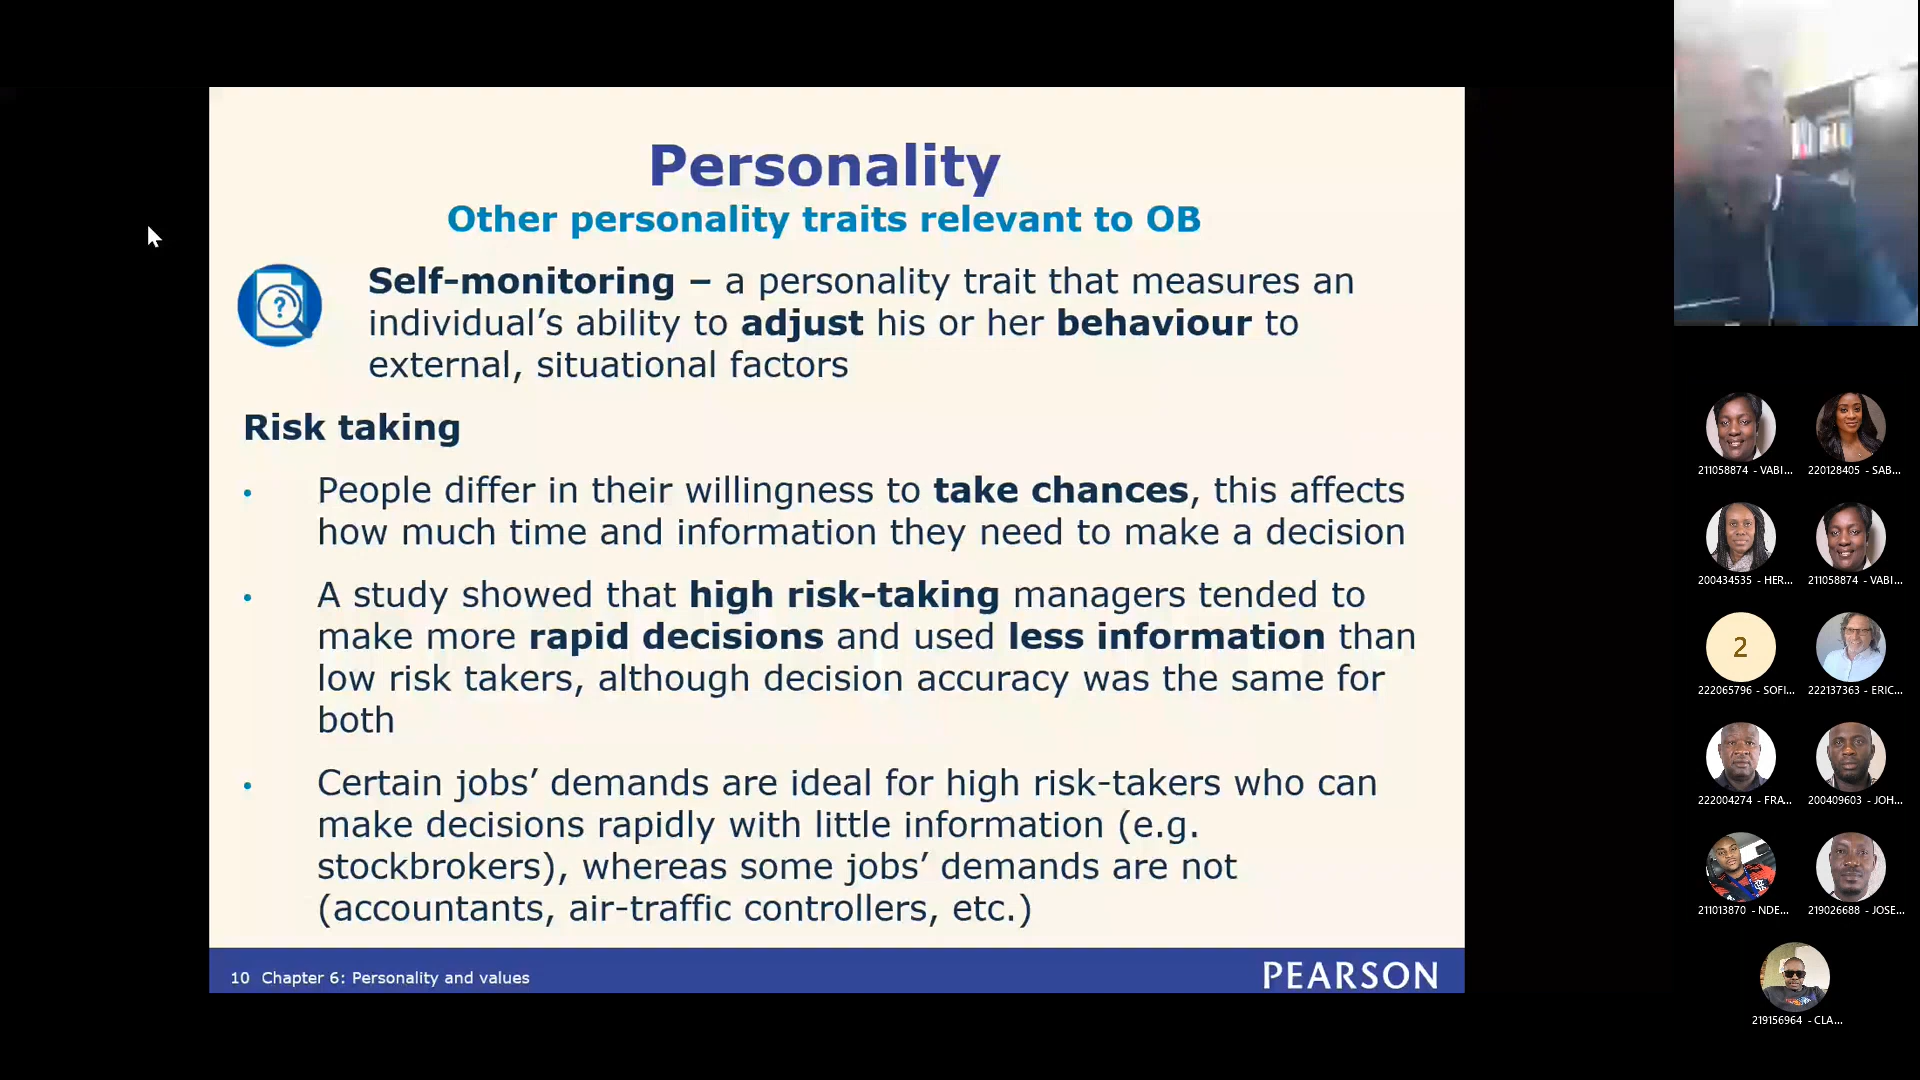 Personality
Other personality traits relevant to OB
Self-monitoring – a personality trait that measures an
individual’s ability to adjust his or her behaviour to
external, situational factors
Risk taking
• People differ in their willingness to take chances, this affects
how much time and information they need to make a decision
• A study showed that high risk-taking managers tended to
make more rapid decisions and used less information than
low risk takers, although decision accuracy was the same for
both
• Certain jobs’ demands are ideal for high risk-takers who can
make decisions rapidly with little information (e.g.
stockbrokers), whereas some jobs’ demands are not
(accountants, air-traffic controllers, etc.)
10 Chapter 6: Personality and values
PEARSON
211058874 - VABI...
220128405 - SAB...
200434535 - HER...
211058874 - VABI...
2
222065796 - SOFI...
222137363 - ERIC...
222004274 - FRA...
200409603 - JOH...
211013870 - NDE...
219026688 - JOSE...
219156964 - CLA...